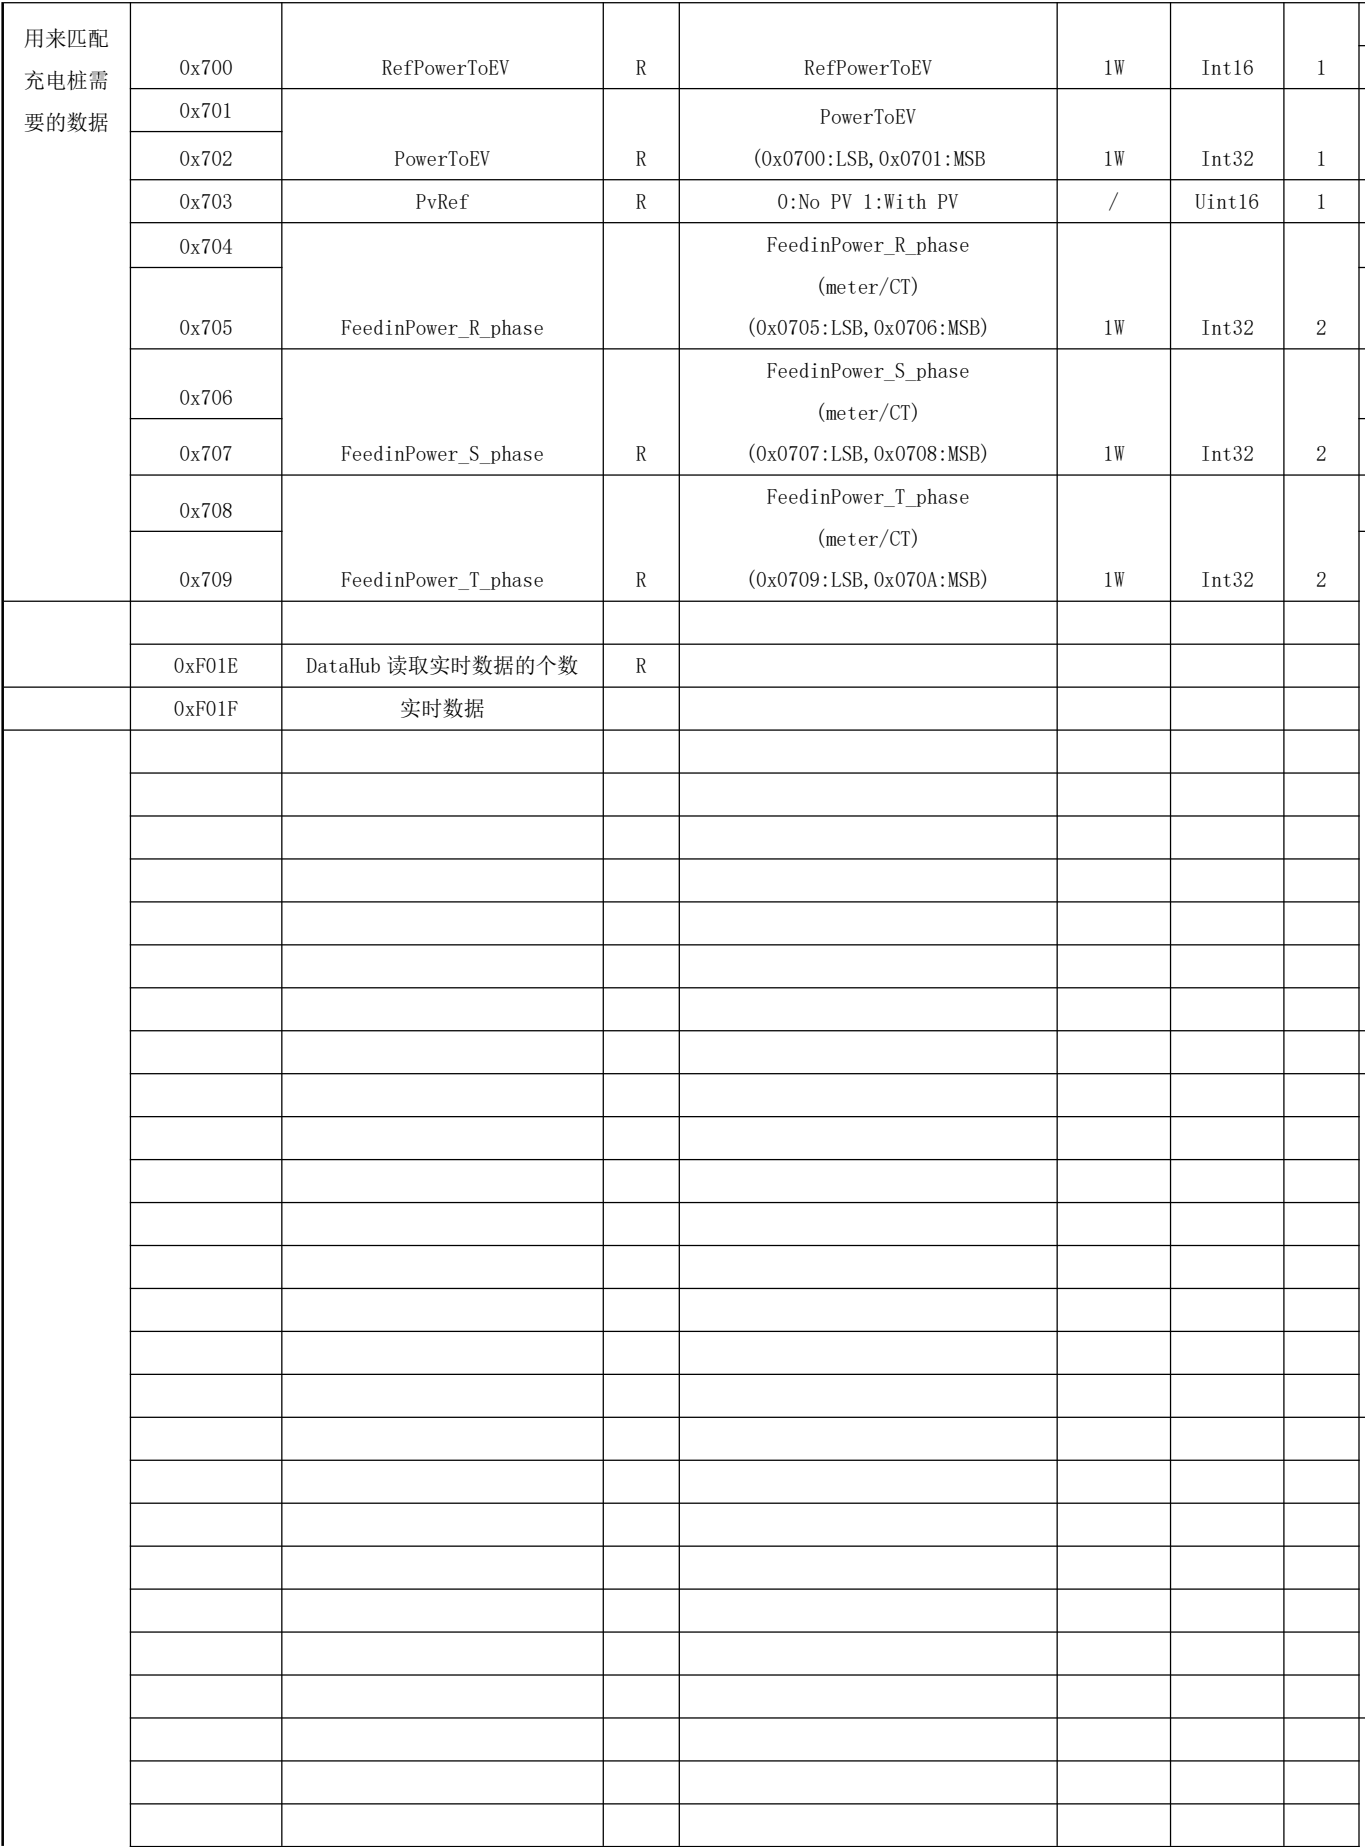 用来匹配
充电桩需
要的数据
0x700 RefPowerToEV R RefPowerToEV 1W Int16 1
0x701
PowerToEV
0x702 PowerToEV R (0x0700:LSB,0x0701:MSB 1W Int32 1
0x703 PvRef R 0:No PV 1:With PV / Uint16 1
0x704 FeedinPower_R_phase
(meter/CT)
0x705 FeedinPower_R_phase (0x0705:LSB,0x0706:MSB) 1W Int32 2
FeedinPower_S_phase
0x706
(meter/CT)
0x707 FeedinPower_S_phase R (0x0707:LSB,0x0708:MSB) 1W Int32 2
FeedinPower_T_phase
0x708
(meter/CT)
0x709 FeedinPower_T_phase R (0x0709:LSB,0x070A:MSB) 1W Int32 2
0xF01E DataHub 读取实时数据的个数 R
0xF01F 实时数据